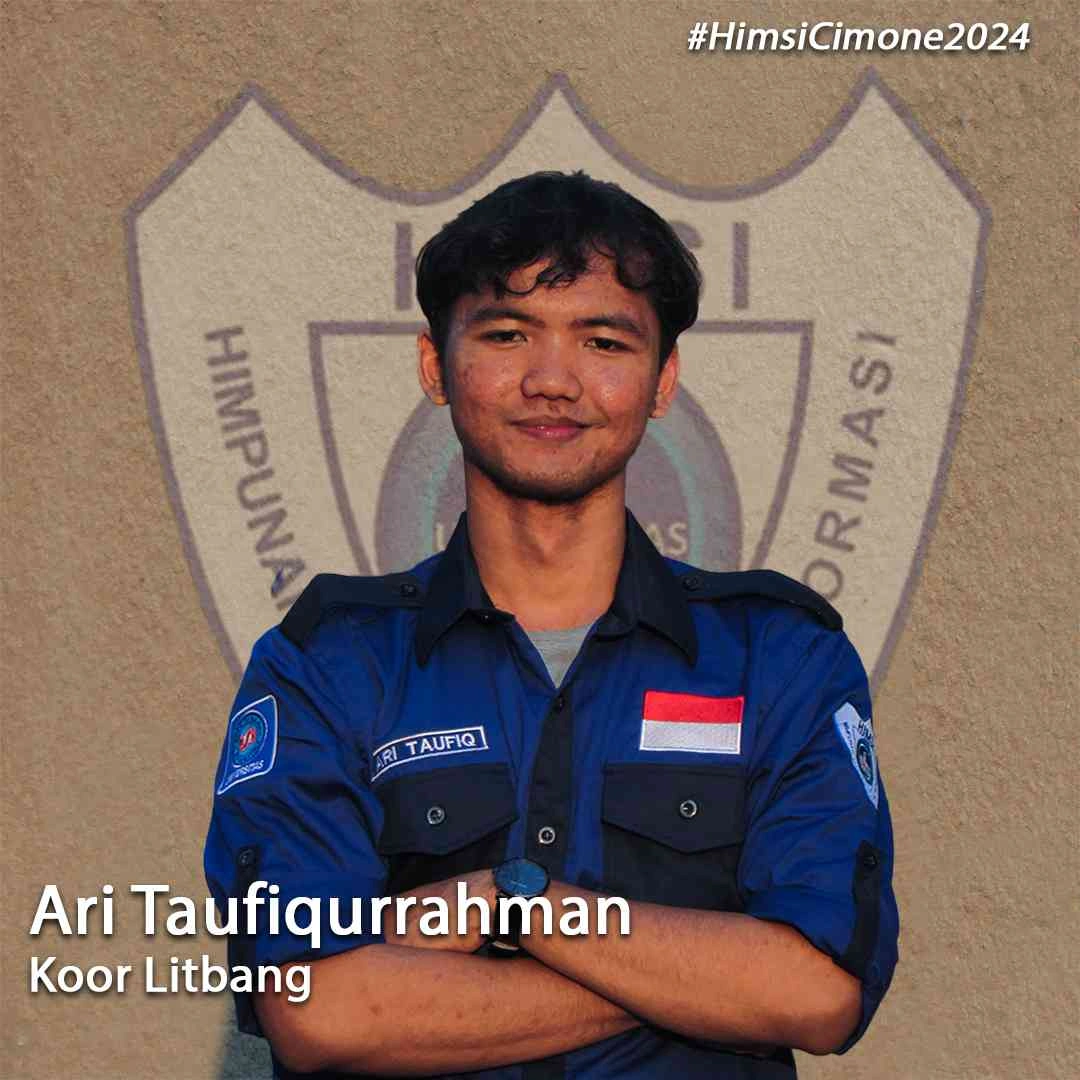 #HimsiCimone2024
HIMPUNAN
ORMASI
ARI TAUFIQ
Ari Taufiqurrahman
Koor Litbang